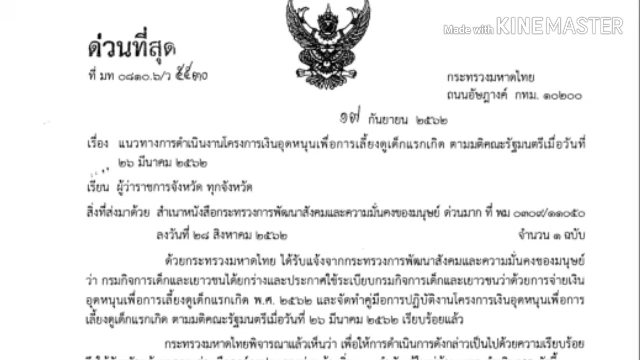 Made with KINEMASTER
ด่วนที่สุด
ที่ มท ๐๘๑๐.๖/ว ๕๕๓๐
กระทรวงมหาดไทย
ถนนอัษฎางค์ กทม. ๑๐๒๐๐
๑๗ กันยายน ๒๕๖๒
เรื่อง แนวทางการดำเนินงานโครงการเงินอุดหนุนเพื่อการเลี้ยงดูเด็กแรกเกิด ตามมติคณะรัฐมนตรีเมื่อวันที่
๒๖ มีนาคม ๒๕๖๒
เรียน ผู้ว่าราชการจังหวัด ทุกจังหวัด
สิ่งที่ส่งมาด้วย สำเนาหนังสือกระทรวงการพัฒนาสังคมและความมั่นคงของมนุษย์ ด่วนมาก ที่ พม ๐๓๐๙/๑๑๐๕๐
ลงวันที่ ๒๘ สิงหาคม ๒๕๖๒ จำนวน ๑ ฉบับ
ด้วยกระทรวงมหาดไทย ได้รับแจ้งจากกระทรวงการพัฒนาสังคมและความมั่นคงของมนุษย์
ว่า กรมกิจการเด็กและเยาวชนได้ยกร่างและประกาศใช้ระเบียบกรมกิจการเด็กและเยาวชนว่าด้วยการจ่ายเงิน
อุดหนุนเพื่อการเลี้ยงดูเด็กแรกเกิด พ.ศ. ๒๕๖๒ และจัดทำคู่มือการปฏิบัติงานโครงการเงินอุดหนุนเพื่อการ
เลี้ยงดูเด็กแรกเกิด ตามมติคณะรัฐมนตรีเมื่อวันที่ ๒๖ มีนาคม ๒๕๖๒ เรียบร้อยแล้ว
กระทรวงมหาดไทยพิจารณาแล้วเห็นว่า เพื่อให้การดำเนินการดังกล่าวเป็นไปด้วยความเรียบร้อย